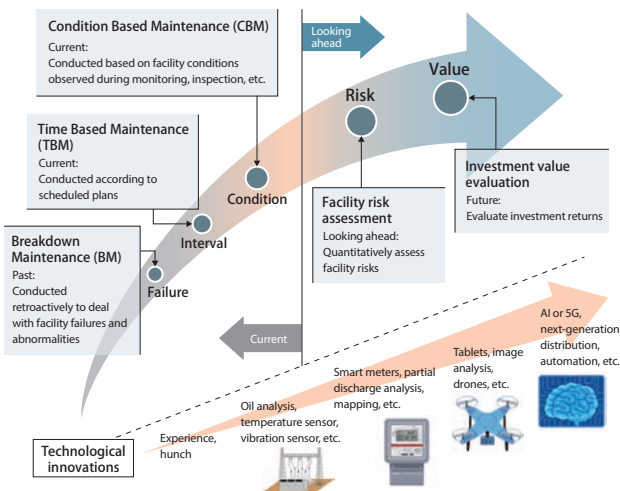 Condition Based Maintenance (CBM)
Current:
Conducted based on facility conditions
observed during monitoring, inspection, etc.
Looking
ahead
Value
Risk
Time Based Maintenance
(TBM)
Current:
Conducted according to
scheduled plans
Condition
Interval
Failure
Breakdown
Maintenance (BM)
Past:
Conducted
retroactively to deal
with facility failures and
abnormalities
Facility risk
assessment
Looking ahead:
Quantitatively assess
facility risks
Investment value
evaluation
Future:
Evaluate investment returns
Current
Technological
innovations
Experience,
hunch
Oil analysis,
temperature sensor,
vibration sensor, etc.
Smart meters, partial
discharge analysis,
mapping, etc.
Tablets, image
analysis,
drones, etc.
AI or 5G,
next-generation
distribution,
automation, etc.